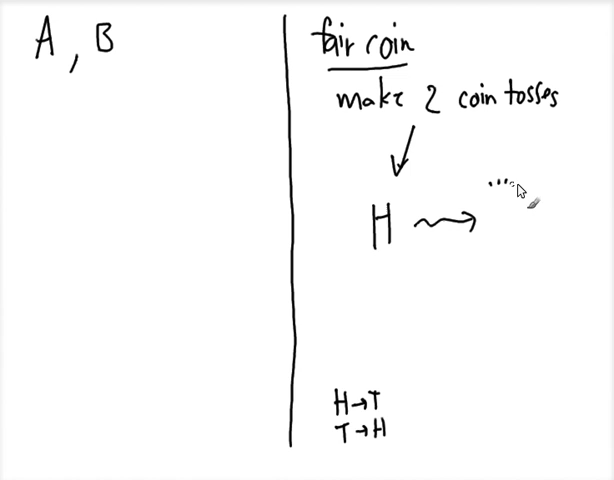 A, B
fair coin
make 2 coin tosses
H
H→T
T→H